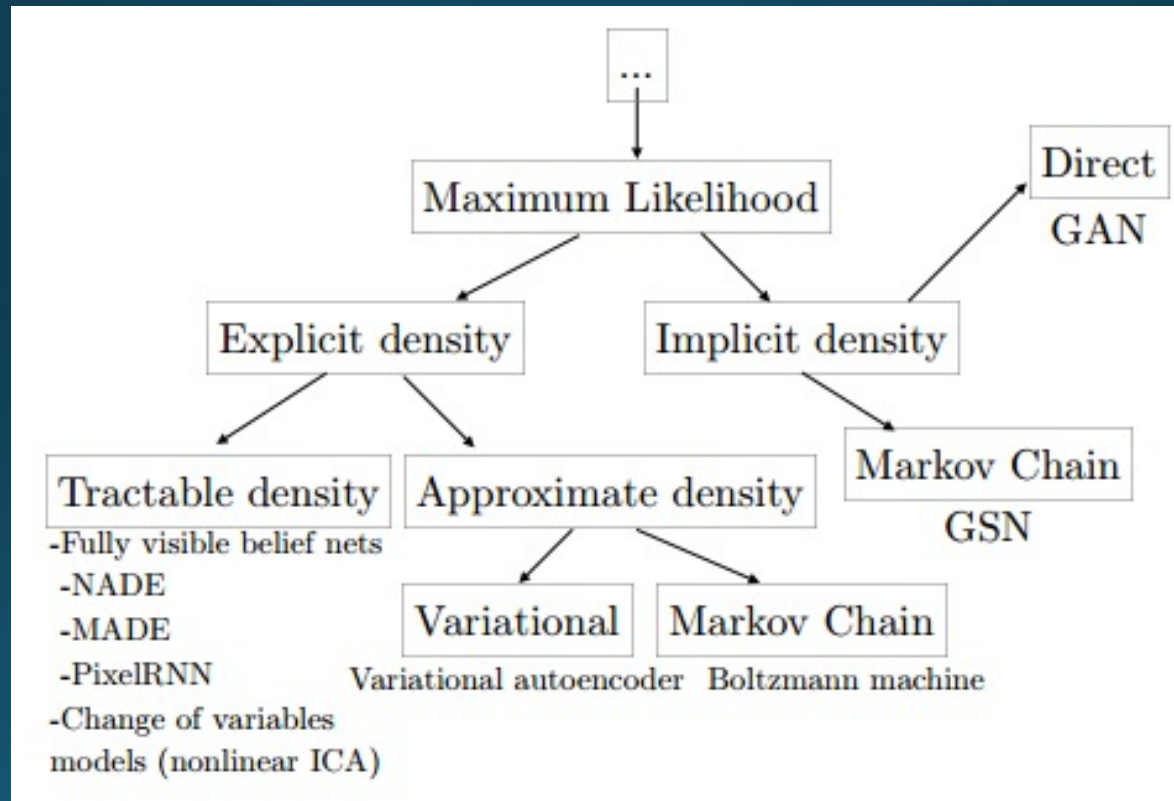 ...
Maximum Likelihood
Direct
GAN
Explicit density
Implicit density
Tractable density
-Fully visible belief nets
-NADE
-MADE
-PixelRNN
-Change of variables
models (nonlinear ICA)
Approximate density
Variational
Variational autoencoder
Markov Chain
Boltzmann machine
Markov Chain
GSN